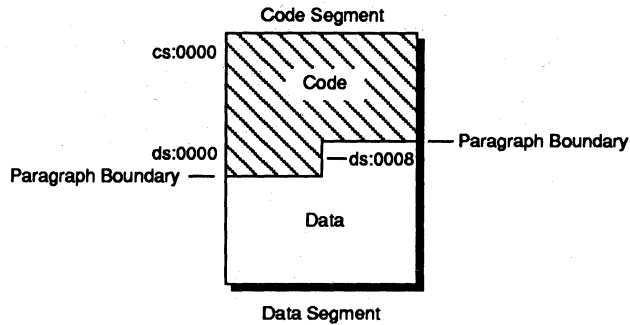 Code Segment
cs:0000
Code
Paragraph Boundary
ds:0000
ds:0008
Paragraph Boundary
Data
Data Segment